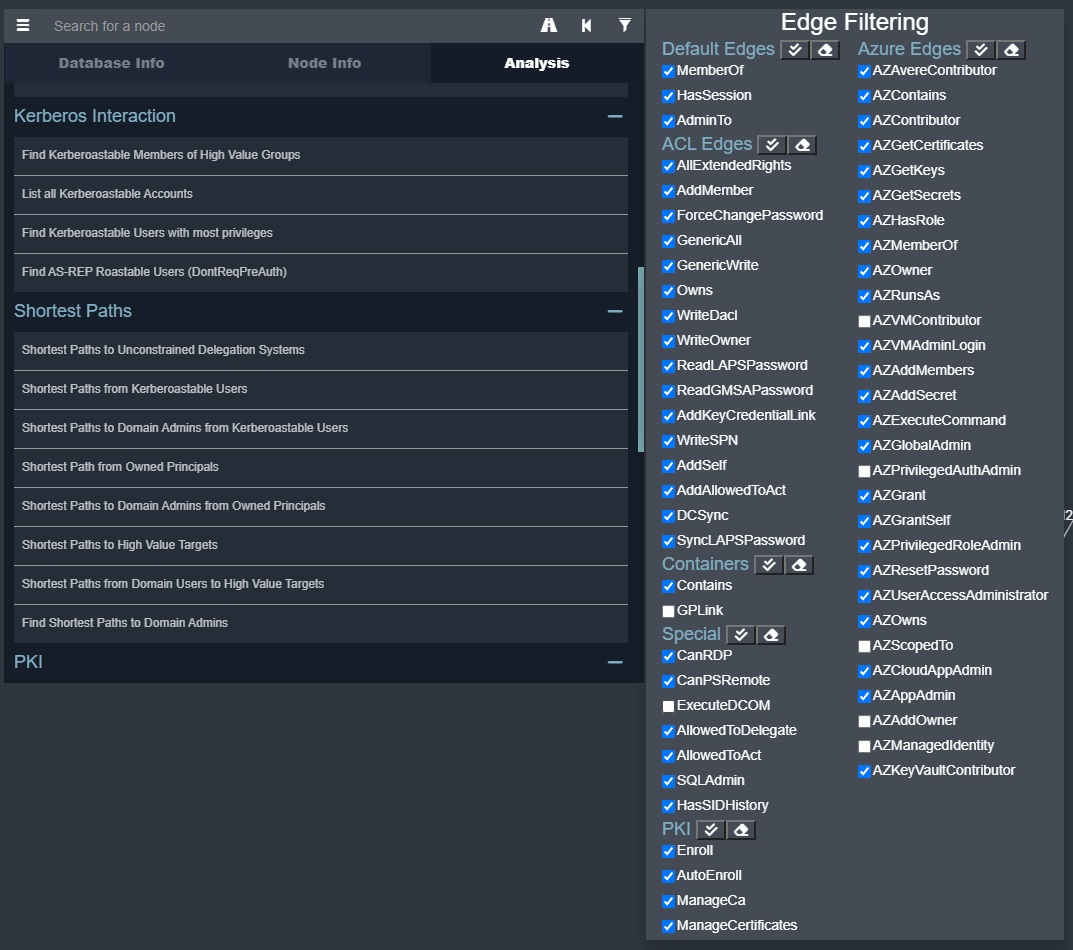 Search for a node
Database Info
Node Info
Analysis
Kerberos Interaction
Find Kerberoastable Members of High Value Groups
List all Kerberoastable Accounts
Find Kerberoastable Users with most privileges
Find AS-REP Roastable Users (DontReqPreAuth)
Shortest Paths
Shortest Paths to Unconstrained Delegation Systems
Shortest Paths from Kerberoastable Users
Shortest Paths to Domain Admins from Kerberoastable Users
Shortest Path from Owned Principals
Shortest Paths to Domain Admins from Owned Principals
Shortest Paths to High Value Targets
Shortest Paths from Domain Users to High Value Targets
Find Shortest Paths to Domain Admins
PKI
Edge Filtering
Default Edges
MemberOf
HasSession
AdminTo
ACL Edges
AllExtendedRights
AddMember
ForceChangePassword
GenericAll
GenericWrite
Owns
WriteDacl
WriteOwner
ReadLAPSPassword
ReadGMSAPassword
AddKeyCredentialLink
WriteSPN
AddSelf
AddAllowedToAct
DCSync
SyncLAPSPassword
Containers
Contains
GPLink
Special
CanRDP
CanPSRemote
ExecuteDCOM
AllowedToDelegate
AllowedToAct
SQLAdmin
HasSIDHistory
PKI
Enroll
AutoEnroll
ManageCa
ManageCertificates
Azure Edges
AZAvereContributor
AZContains
AZContributor
AZGetCertificates
AZGetKeys
AZGetSecrets
AZHasRole
AZMemberOf
AZOwner
AZRunsAs
AZVMContributor
AZVMAdminLogin
AZAddMembers
AZAddSecret
AZExecuteCommand
AZGlobalAdmin
AZPrivilegedAuthAdmin
AZGrant
AZGrantSelf
AZPrivilegedRoleAdmin
AZResetPassword
AZUserAccessAdministrator
AZOwns
AZScopedTo
AZCloudAppAdmin
AZAppAdmin
AZAddOwner
AZManagedIdentity
AZKeyVaultContributor